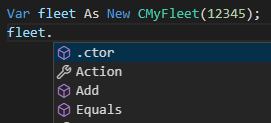 Var fleet As New CMyFleet(12345);
fleet.
.ctor
Action
Add
Equals